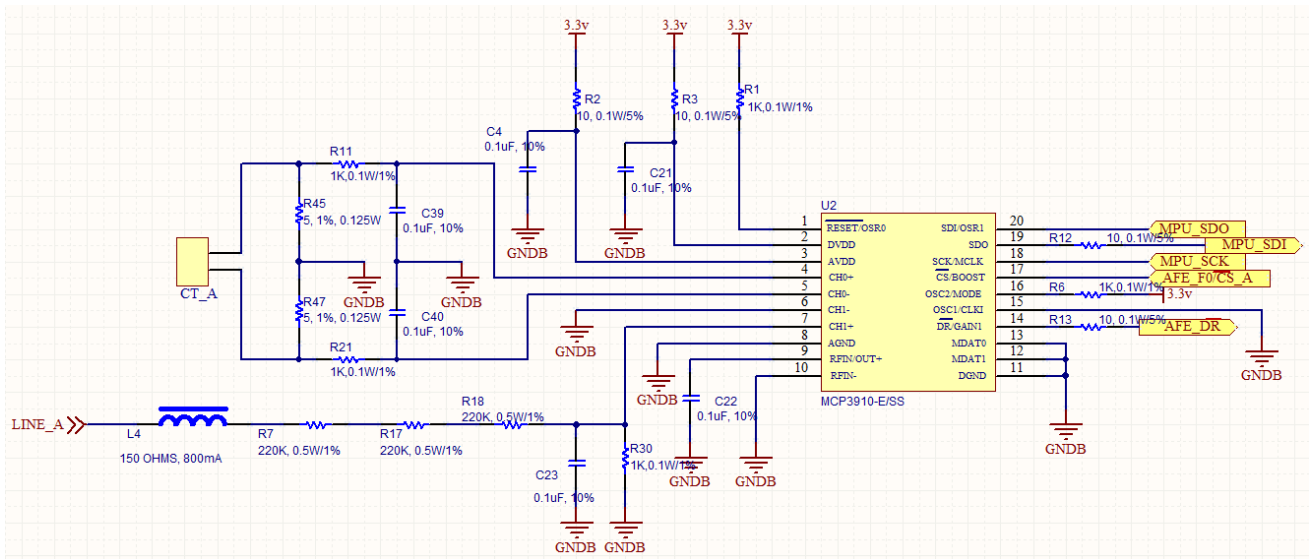 3.3v
3.3v
3.3v
R2
10, 0.1W/5%
R3
10, 0.1W/5%
R1
1K,0.1W/1%
C4
0.1uF, 10%
GNDB
C21
0.1uF, 10%
GNDB
R11
1K,0.1W/1%
R45
5, 1%, 0.125W
C39
0.1uF, 10%
CT_A
GNDB
GNDB
R47
5, 1%, 0.125W
C40
0.1uF, 10%
R21
1K,0.1W/1%
U2
1 RESET/OSR0 SDI/OSR1 20 MPU_SDO
2 DVDD SDO 19 R12 10, 0.1W/5% MPU_SDI
3 AVDD SCK/MCLK 18 MPU_SCK
4 CH0+ CS/BOOST 17 AFE_F0/CS_A
5 CH0- OSC2/MODE 16 R6 1K,0.1W/1% 3.3v
6 CH1- OSC1/CLKI 15
7 CH1+ DR/GAIN1 14 R13 10, 0.1W/5% AFE_DR
8 AGND MDAT0 13
9 RFIN/OUT+ MDAT1 12
10 RFIN- DGND 11
MCP3910-E/SS
GNDB
GNDB
GNDB
GNDB
C22
0.1uF, 10%
GNDB
GNDB
LINE_A
L4
150 OHMS, 800mA
R7
220K, 0.5W/1%
R17
220K, 0.5W/1%
R18
220K, 0.5W/1%
C23
0.1uF, 10%
GNDB
R30
1K,0.1W/1%
GNDB